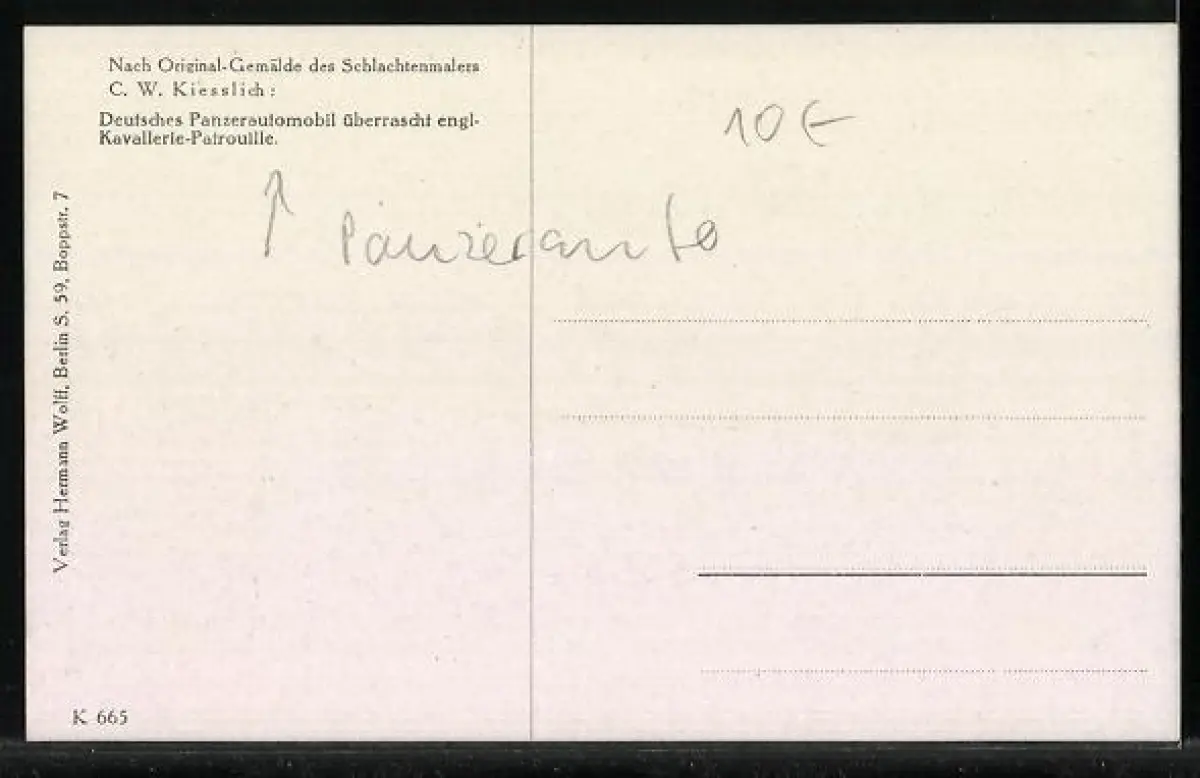 Nach Original-Gemälde des Schlachtenmalers
C. W. Kiesslich:
Deutsches Panzerautomobil überrascht engl-
Kavallerie-Patrouille.
10 €
Panzerauto
Verlag Hermann Wolff, Berlin S. 59, Boppstr. 7
K 665